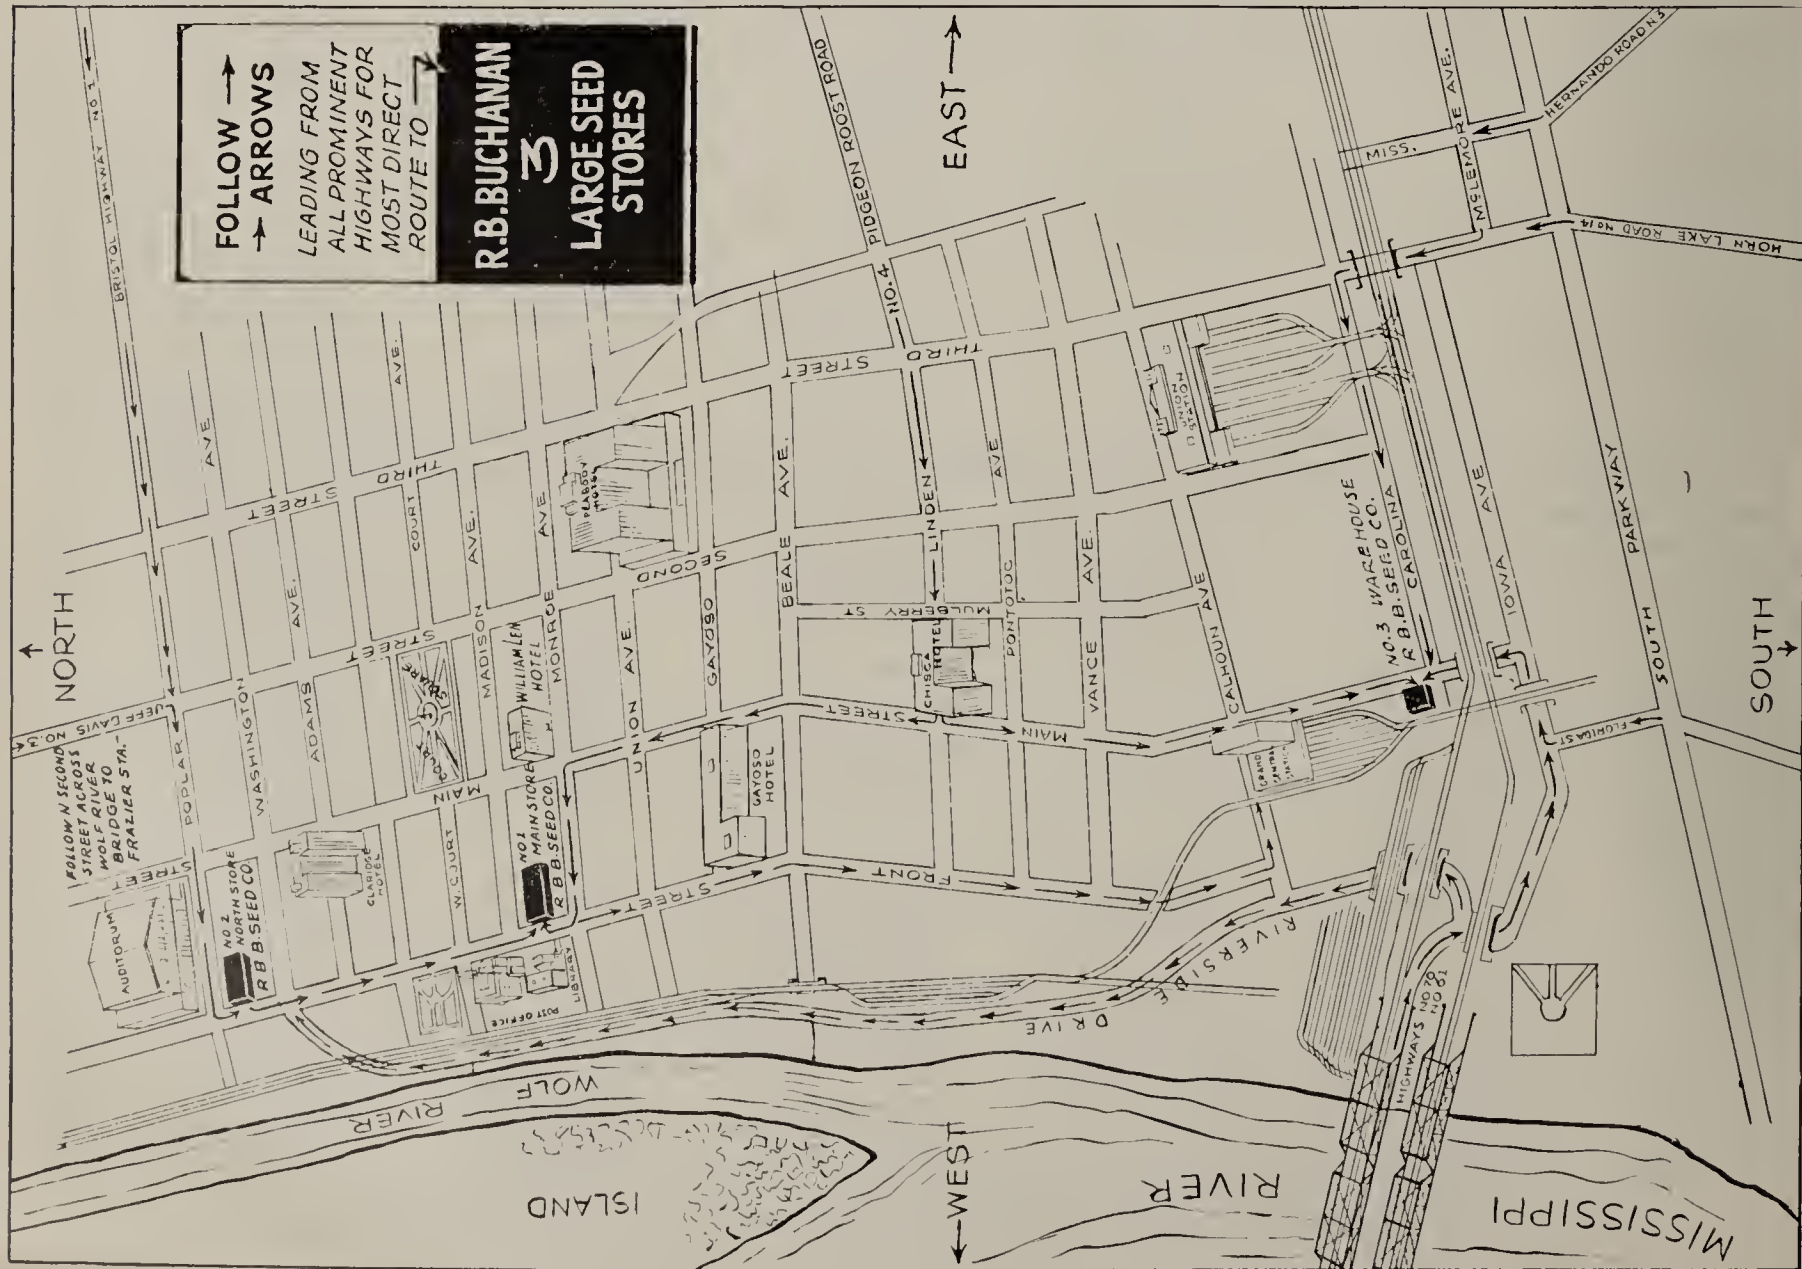 FOLLOW →
→ ARROWS
LEADING FROM
ALL PROMINENT
HIGHWAYS FOR
MOST DIRECT
ROUTE TO
R.B.BUCHANAN
3
LARGE SEED
STORES
↑
NORTH
EAST →
←WEST
SOUTH
↓
BRISTOL HIGHWAY NO 1
PIDGEON ROOST ROAD
NO. 4
HERNANDO ROAD N 3
MISS.
MCLEMORE AVE.
HORN LAKE ROAD No 14
JEFF DAVIS NO. 3
FOLLOW N SECOND
STREET ACROSS
WOLF RIVER
BRIDGE TO
FRAZIER STA.-
STREET
POPLAR
AVE
WASHINGTON
AVE.
ADAMS
AVE.
COURT
W. COURT
COURT
SQUARE
MADISON
AVE.
MONROE
AVE
UNION AVE.
GAYOSO
BEALE AVE.
LINDEN
PONTOTOC
AVE
VANCE AVE.
CALHOUN AVE
CAROLINA
IOWA AVE
SOUTH PARKWAY
FLORIDA ST
THIRD STREET
THIRD STREET
SECOND
STREET
MULBERRY ST
MAIN
MAIN STREET
FRONT STREET
RIVERSIDE DRIVE
AUDITORUM
NO 2
NORTH STORE
R B B. SEED CO.
CLARIDGE
HOTEL
WILLIAM LEN
HOTEL
NO 1
MAIN STORE
R B B. SEED CO.
POST OFFICE
LIBRARY
PEABODY
HOTEL
GAYOSO
HOTEL
CHISCA
HOTEL
UNION
STATION
GRAND
CENTRAL
STATION
NO. 3 WAREHOUSE
R B.B. SEED CO.
HIGHWAYS NO 70
NO 61
WOLF RIVER
ISLAND
MISSISSIPPI
RIVER